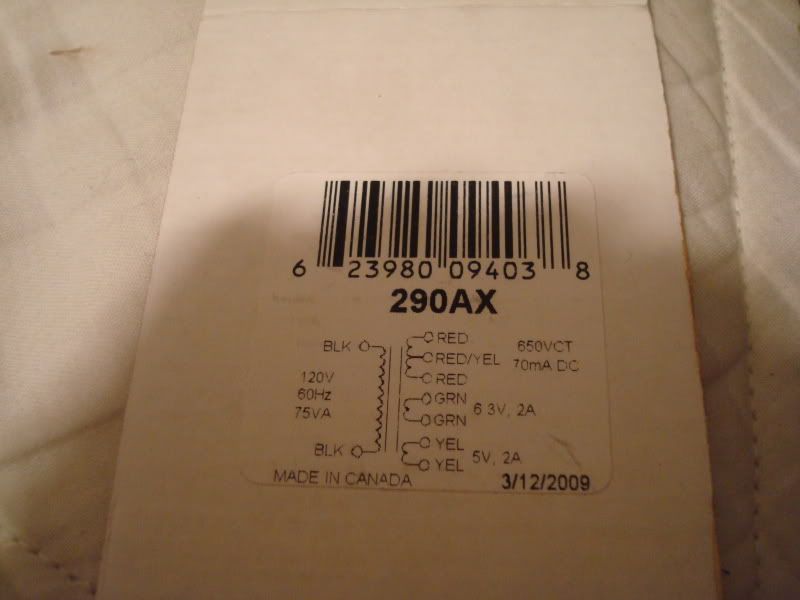 6 23980 09403 8
290AX
BLK
RED
RED/YEL
RED
650VCT
70mA DC
120V
60Hz
75VA
GRN
GRN
6.3V, 2A
BLK
YEL
YEL
5V, 2A
MADE IN CANADA
3/12/2009